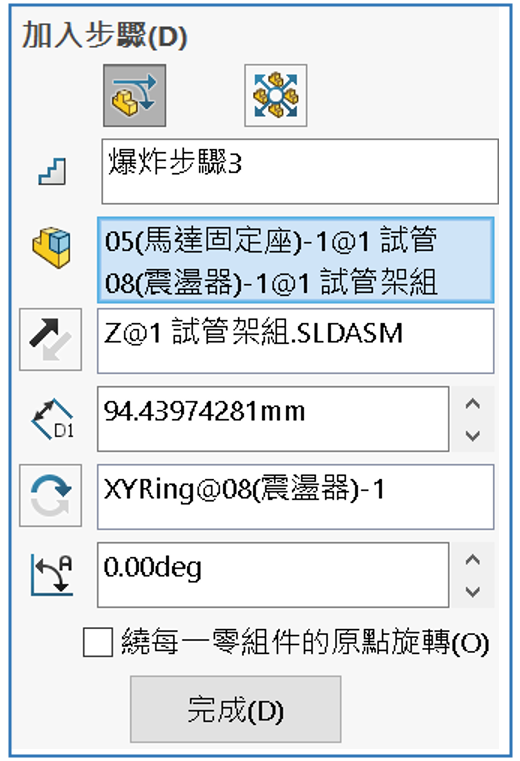 加入步驟(D)
爆炸步驟3
05(馬達固定座)-1@1 試管
08(震盪器)-1@1 試管架組
Z@1 試管架組.SLDASM
D1
94.43974281mm
XYRing@08(震盪器)-1
A
0.00deg
繞每一零組件的原點旋轉(O)
完成(D)